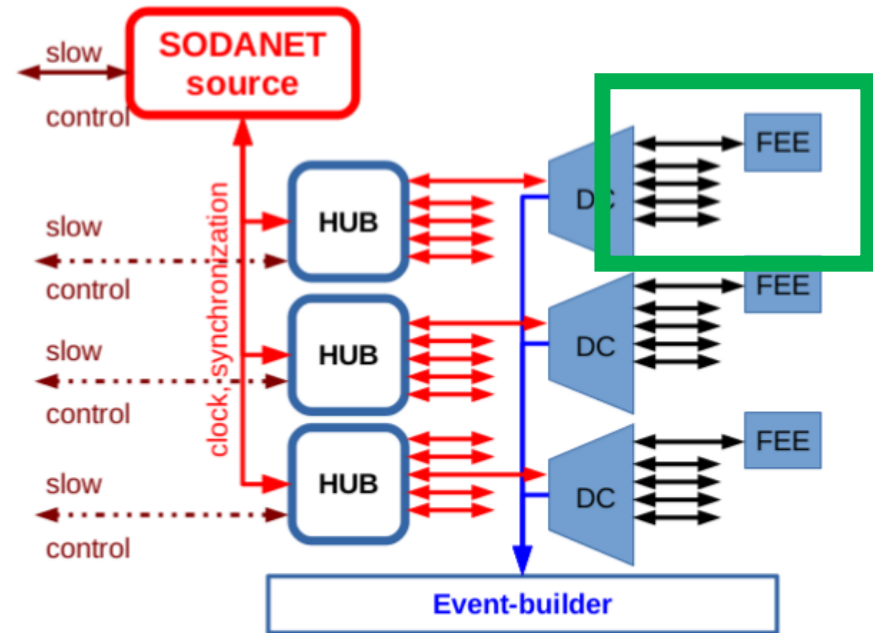 SODANET
source
slow
control
clock, synchronization
HUB
DC
FEE
slow
control
HUB
DC
FEE
slow
control
HUB
DC
FEE
slow
control
Event-builder